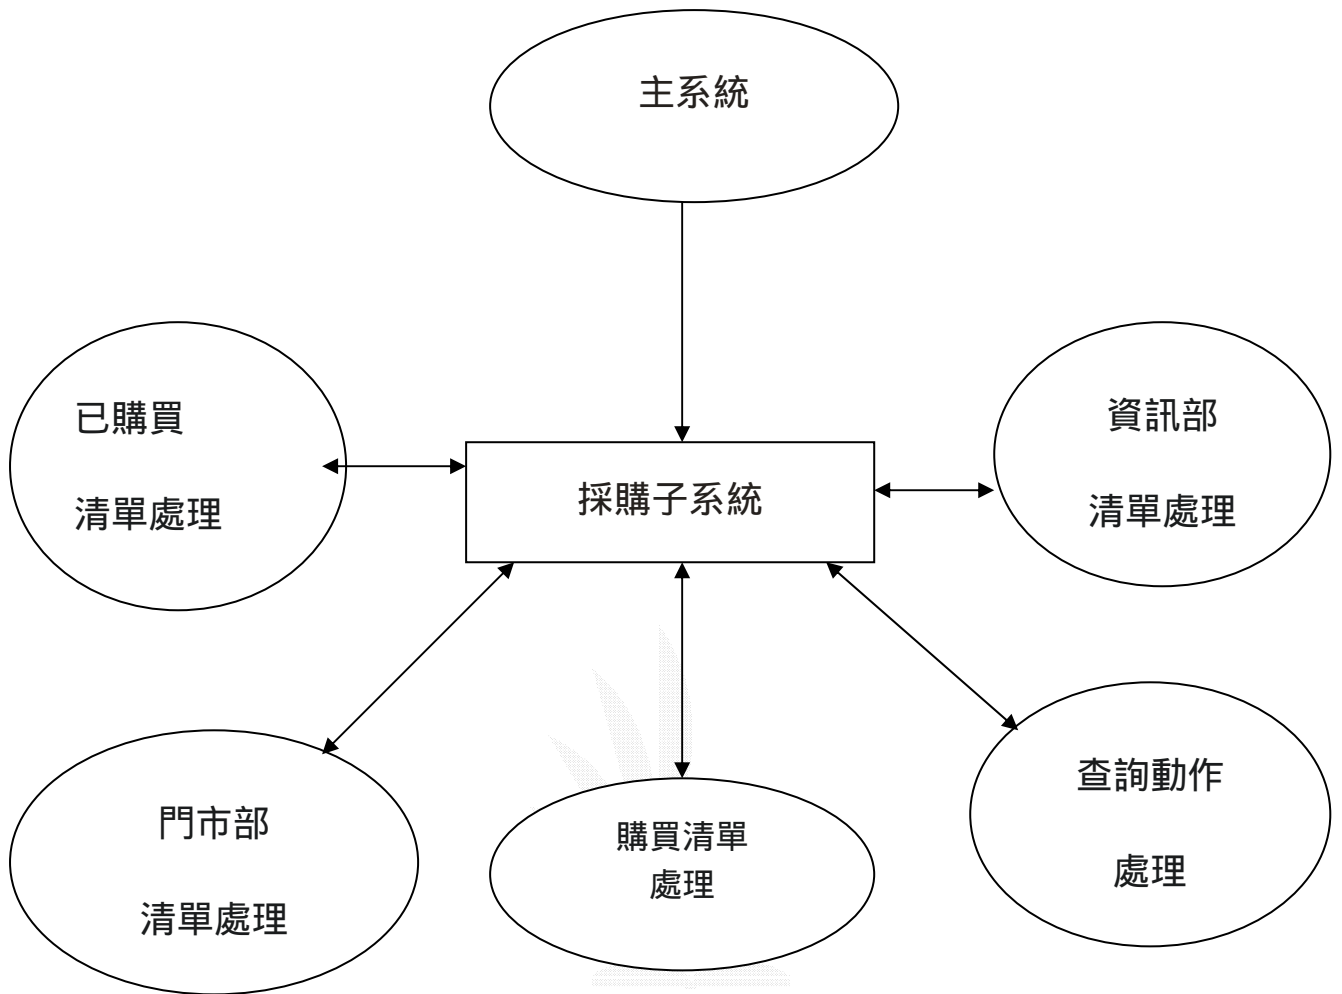 主系統
已購買
清單處理
採購子系統
資訊部
清單處理
門市部
清單處理
購買清單
處理
查詢動作
處理